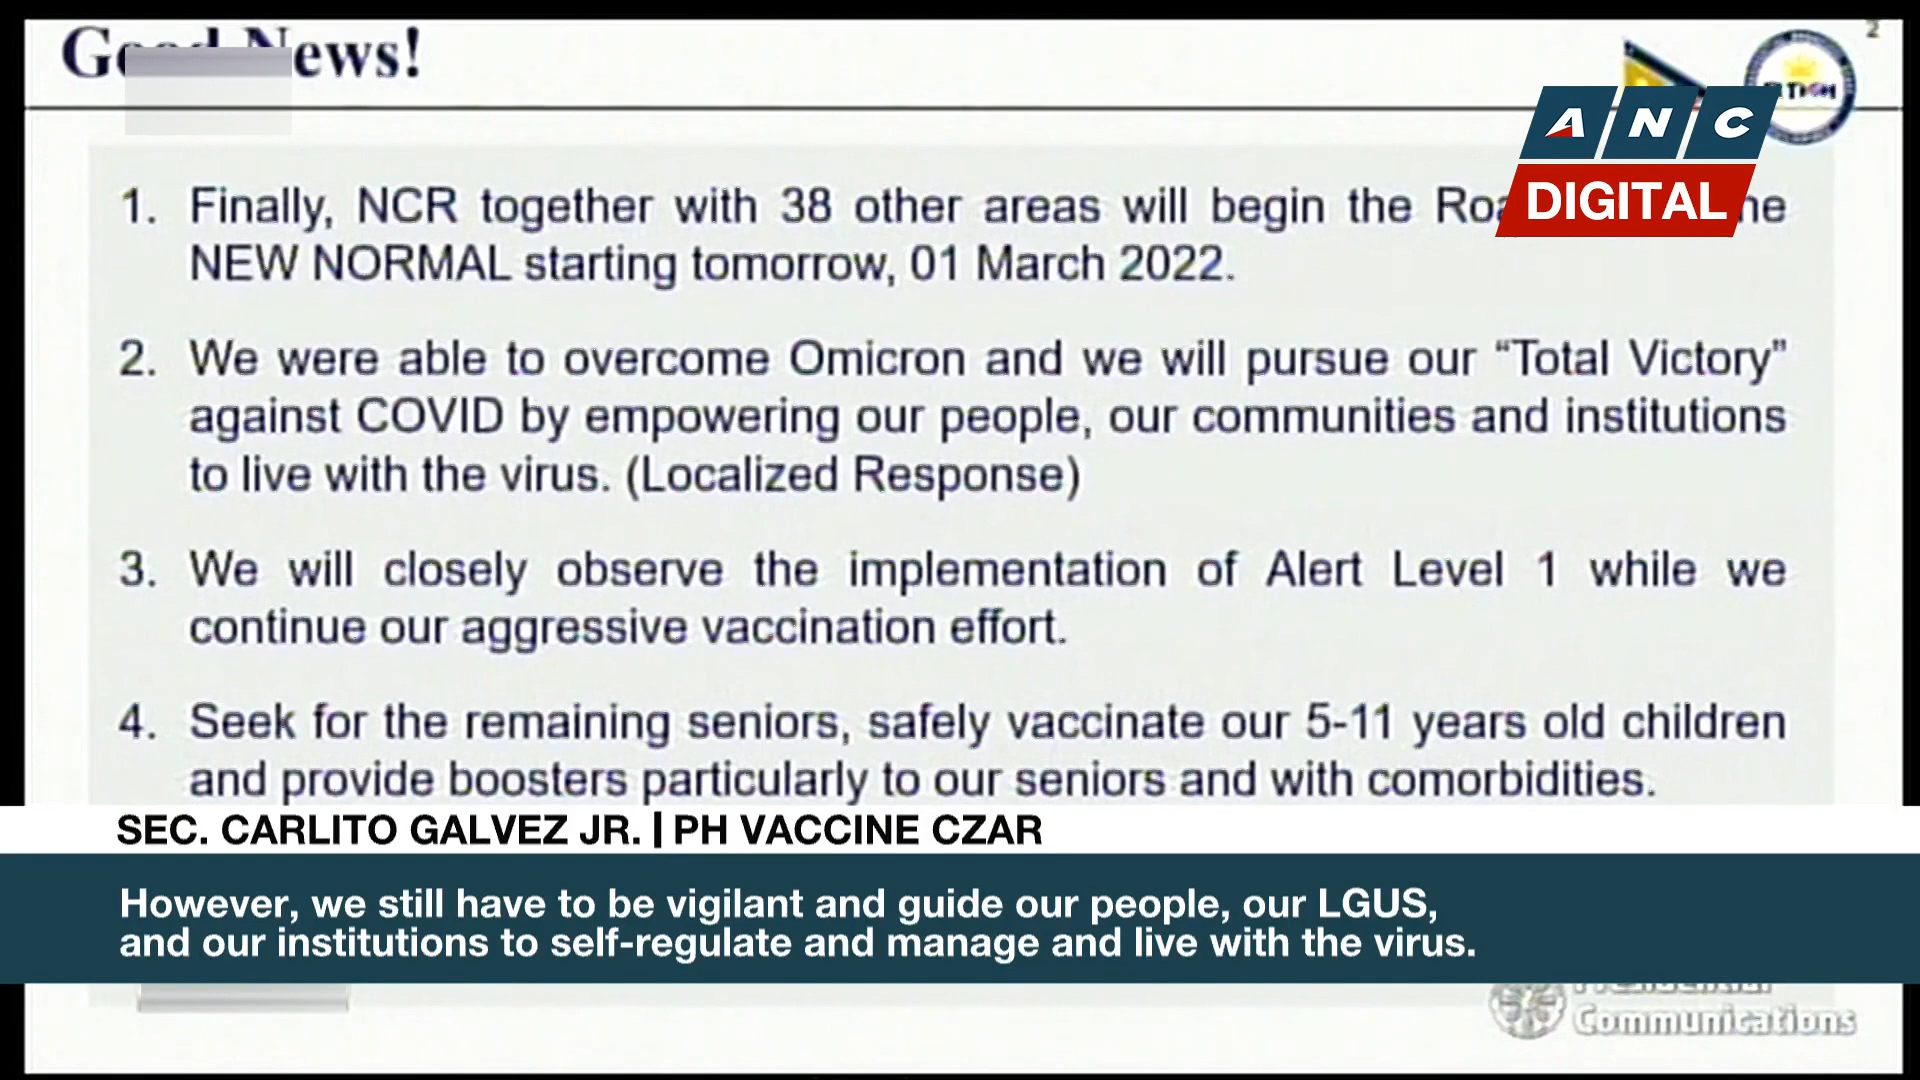 Good News!
2
ANC
DIGITAL
1. Finally, NCR together with 38 other areas will begin the
NEW NORMAL starting tomorrow, 01 March 2022.
2. We were able to overcome Omicron and we will pursue our “Total Victory”
against COVID by empowering our people, our communities and institutions
to live with the virus. (Localized Response)
3. We will closely observe the implementation of Alert Level 1 while we
continue our aggressive vaccination effort.
4. Seek for the remaining seniors, safely vaccinate our 5-11 years old children
and provide boosters particularly to our seniors and with comorbidities.
SEC. CARLITO GALVEZ JR. | PH VACCINE CZAR
However, we still have to be vigilant and guide our people, our LGUS,
and our institutions to self-regulate and manage and live with the virus.
Presidential
Communications